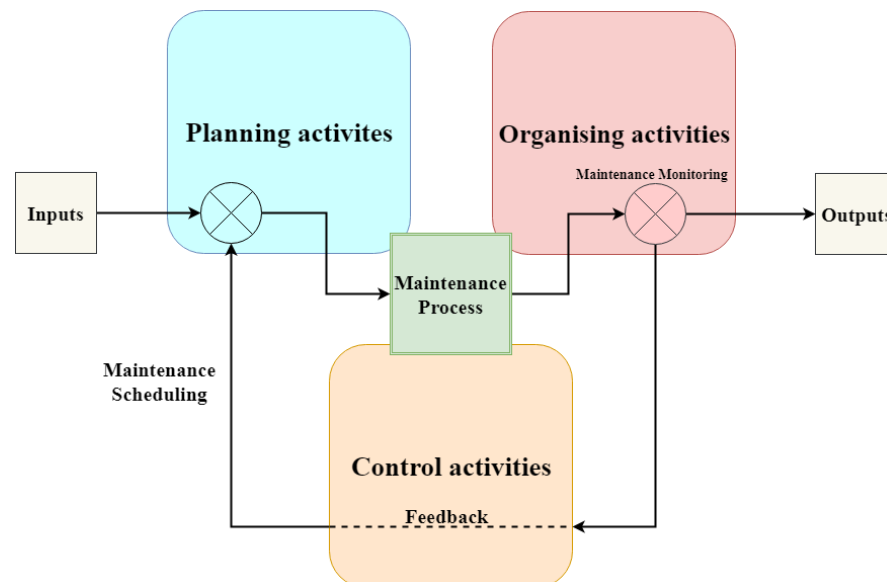 Planning activites
Organising activities
Maintenance Monitoring
Inputs
Outputs
Maintenance
Process
Maintenance
Scheduling
Control activities
Feedback